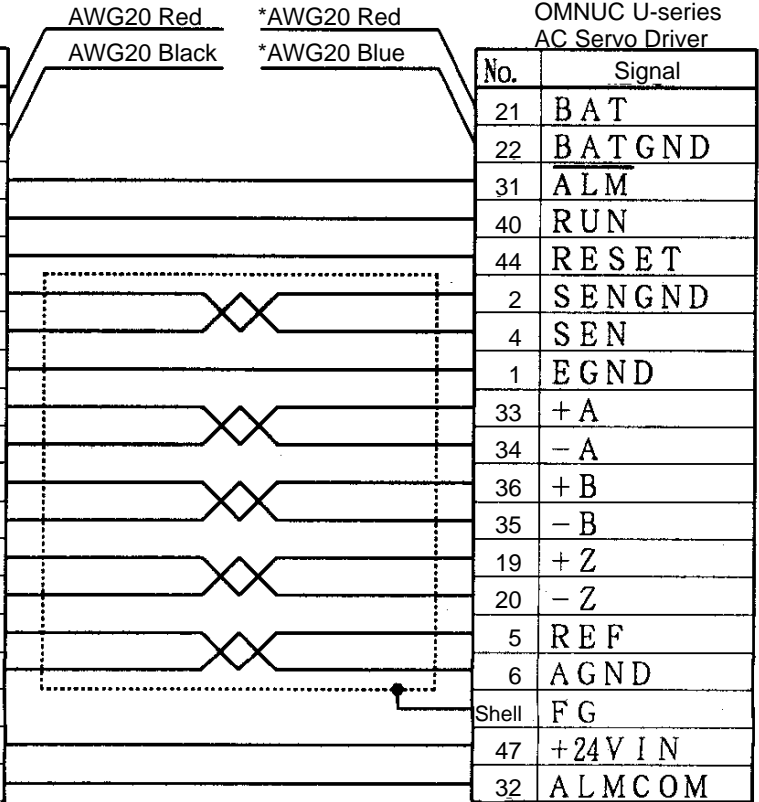 AWG20 Red *AWG20 Red OMNUC U-series
AWG20 Black *AWG20 Blue AC Servo Driver
No. Signal
21 BAT
22 BATGND
31 ALM
40 RUN
44 RESET
2 SENGND
4 SEN
1 EGND
33 +A
34 −A
36 +B
35 −B
19 +Z
20 −Z
5 REF
6 AGND
Shell FG
47 +24VIN
32 ALMCOM